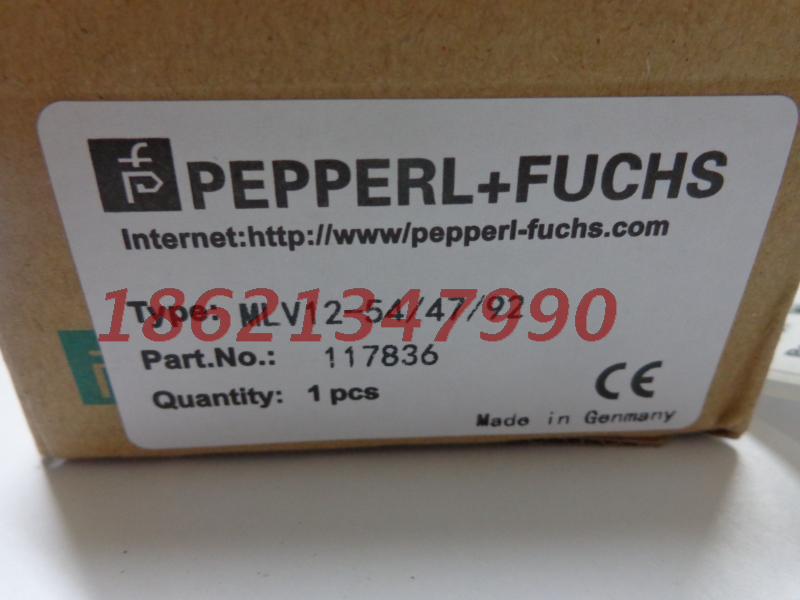 PEPPERL+FUCHS
Internet:http://www/pepperl-fuchs.com
Type: MLV12-54/47/92
18621347990
Part.No.: 117836
Quantity: 1 pcs
CE
Made in Genmany